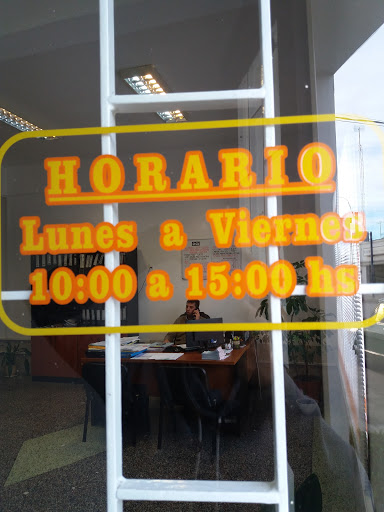 HORARIO
Lunes a Viernes
10:00 a 15:00 hs